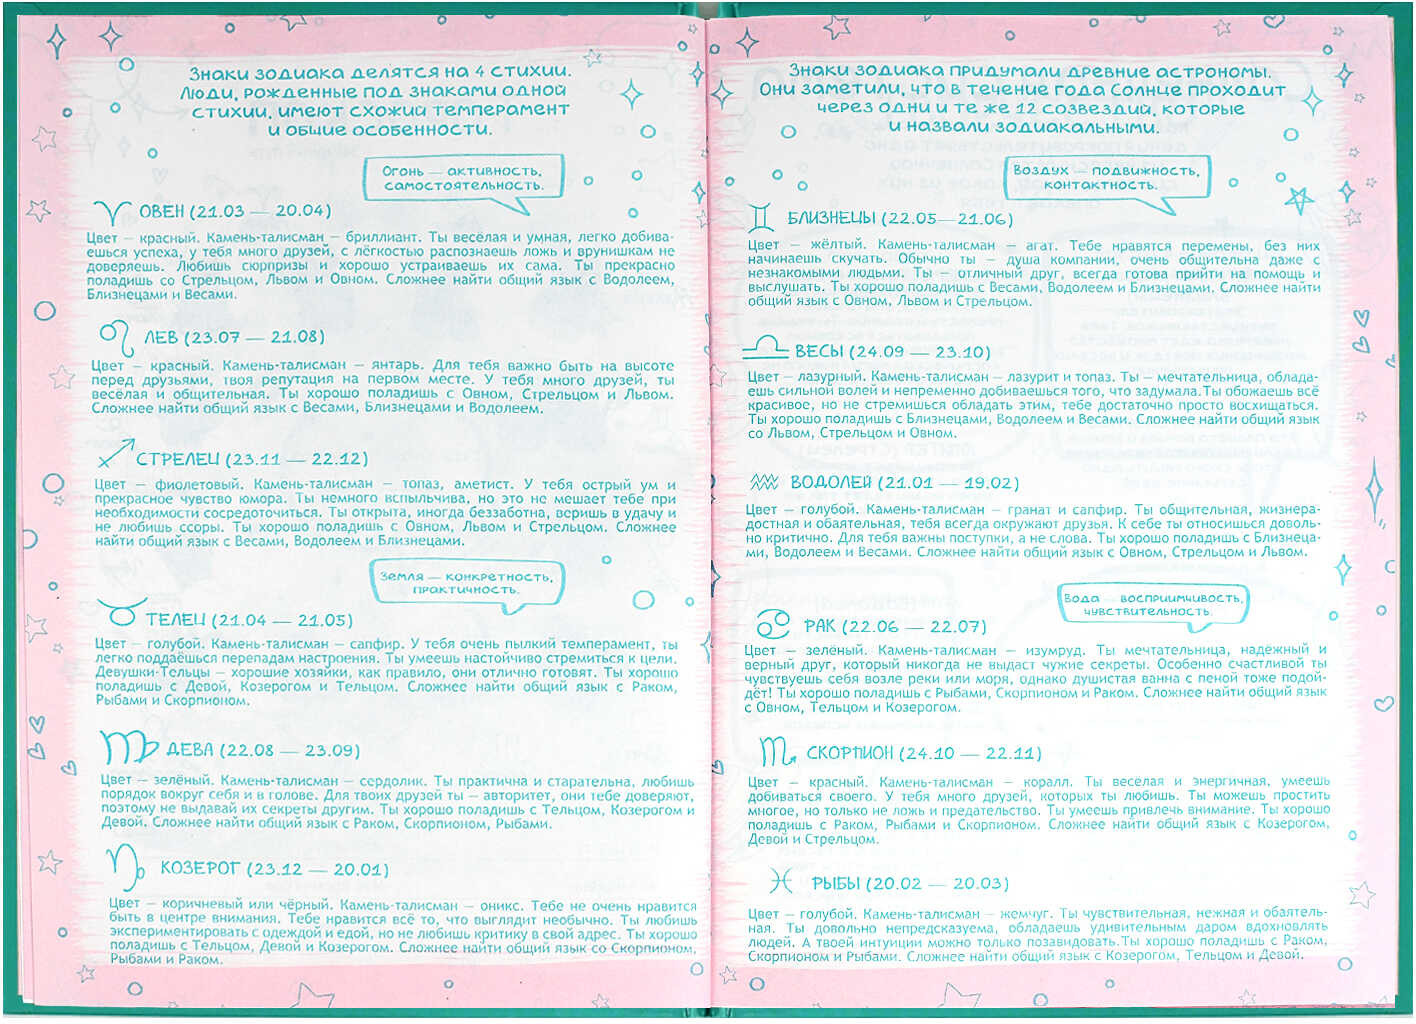 Знаки зодиака делятся на 4 стихии.
Люди, рожденные под знаками одной
стихии, имеют схожий темперамент
и общие особенности.
Огонь — активность,
самостоятельность.
ОВЕН (21.03 — 20.04)
Цвет — красный. Камень-талисман — бриллиант. Ты весёлая и умная, легко добива-
ешься успеха, у тебя много друзей, с лёгкостью распознаешь ложь и врунишкам не
доверяешь. Любишь сюрпризы и хорошо устраиваешь их сама. Ты прекрасно
поладишь со Стрельцом, Львом и Овном. Сложнее найти общий язык с Водолеем,
Близнецами и Весами.
ЛЕВ (23.07 — 21.08)
Цвет — красный. Камень-талисман — янтарь. Для тебя важно быть на высоте
перед друзьями, твоя репутация на первом месте. У тебя много друзей, ты
весёлая и общительная. Ты хорошо поладишь с Овном, Стрельцом и Львом.
Сложнее найти общий язык с Весами, Близнецами и Водолеем.
СТРЕЛЕЦ (23.11 — 22.12)
Цвет — фиолетовый. Камень-талисман — топаз, аметист. У тебя острый ум и
прекрасное чувство юмора. Ты немного вспыльчива, но это не мешает тебе при
необходимости сосредоточиться. Ты открыта, иногда беззаботна, веришь в удачу и
не любишь ссоры. Ты хорошо поладишь с Овном, Львом и Стрельцом. Сложнее
найти общий язык с Весами, Водолеем и Близнецами.
Земля — конкретность,
практичность.
ТЕЛЕЦ (21.04 — 21.05)
Цвет — голубой. Камень-талисман — сапфир. У тебя очень пылкий темперамент, ты
легко поддаёшься перепадам настроения. Ты умеешь настойчиво стремиться к цели.
Девушки-Тельцы — хорошие хозяйки, как правило, они отлично готовят. Ты хорошо
поладишь с Девой, Козерогом и Тельцом. Сложнее найти общий язык с Раком,
Рыбами и Скорпионом.
ДЕВА (22.08 — 23.09)
Цвет — зелёный. Камень-талисман — сердолик. Ты практична и старательна, любишь
порядок вокруг себя и в голове. Для твоих друзей ты — авторитет, они тебе доверяют,
поэтому не выдавай их секреты другим. Ты хорошо поладишь с Тельцом, Козерогом и
Девой. Сложнее найти общий язык с Раком, Скорпионом, Рыбами.
КОЗЕРОГ (23.12 — 20.01)
Цвет — коричневый или чёрный. Камень-талисман — оникс. Тебе не очень нравится
быть в центре внимания. Тебе нравится всё то, что выглядит необычно. Ты любишь
экспериментировать с одеждой и едой, но не любишь критику в свой адрес. Ты хорошо
поладишь с Тельцом, Девой и Козерогом. Сложнее найти общий язык со Скорпионом,
Рыбами и Раком.
Знаки зодиака придумали древние астрономы.
Они заметили, что в течение года Солнце проходит
через одни и те же 12 созвездий, которые
и назвали зодиакальными.
Воздух — подвижность,
контактность.
БЛИЗНЕЦЫ (22.05—21.06)
Цвет — жёлтый. Камень-талисман — агат. Тебе нравятся перемены, без них
начинаешь скучать. Обычно ты — душа компании, очень общительна даже с
незнакомыми людьми. Ты — отличный друг, всегда готова прийти на помощь и
выслушать. Ты хорошо поладишь с Весами, Водолеем и Близнецами. Сложнее найти
общий язык с Овном, Львом и Стрельцом.
ВЕСЫ (24.09 — 23.10)
Цвет — лазурный. Камень-талисман — лазурит и топаз. Ты — мечтательница, облада-
ешь сильной волей и непременно добиваешься того, что задумала.Ты обожаешь всё
красивое, но не стремишься обладать этим, тебе достаточно просто восхищаться.
Ты хорошо поладишь с Близнецами, Водолеем и Весами. Сложнее найти общий язык
со Львом, Стрельцом и Овном.
ВОДОЛЕЙ (21.01 — 19.02)
Цвет — голубой. Камень-талисман — гранат и сапфир. Ты общительная, жизнера-
достная и обаятельная, тебя всегда окружают друзья. К себе ты относишься доволь-
но критично. Для тебя важны поступки, а не слова. Ты хорошо поладишь с Близнеца-
ми, Водолеем и Весами. Сложнее найти общий язык с Овном, Стрельцом и Львом.
Вода — восприимчивость,
чувствительность.
РАК (22.06 — 22.07)
Цвет — зелёный. Камень-талисман — изумруд. Ты мечтательница, надёжный и
верный друг, который никогда не выдаст чужие секреты. Особенно счастливой ты
чувствуешь себя возле реки или моря, однако душистая ванна с пеной тоже подой-
дёт! Ты хорошо поладишь с Рыбами, Скорпионом и Раком. Сложнее найти общий язык
с Овном, Тельцом и Козерогом.
СКОРПИОН (24.10 — 22.11)
Цвет — красный. Камень-талисман — коралл. Ты весёлая и энергичная, умеешь
добиваться своего. У тебя много друзей, которых ты любишь. Ты можешь простить
многое, но только не ложь и предательство. Ты умеешь привлечь внимание. Ты хорошо
поладишь с Раком, Рыбами и Скорпионом. Сложнее найти общий язык с Козерогом,
Девой и Стрельцом.
РЫБЫ (20.02 — 20.03)
Цвет — голубой. Камень-талисман — жемчуг. Ты чувствительная, нежная и обаятель-
ная. Ты довольно непредсказуема, обладаешь удивительным даром вдохновлять
людей. А твоей интуиции можно только позавидовать.Ты хорошо поладишь с Раком,
Скорпионом и Рыбами. Сложнее найти общий язык с Козерогом, Тельцом и Девой.